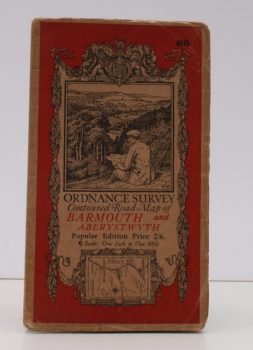 68
ORDNANCE SURVEY
Contoured Road Map of
BARMOUTH and
ABERYSTWYTH
Popular Edition Price 2/6.
Scale: One Inch to One Mile